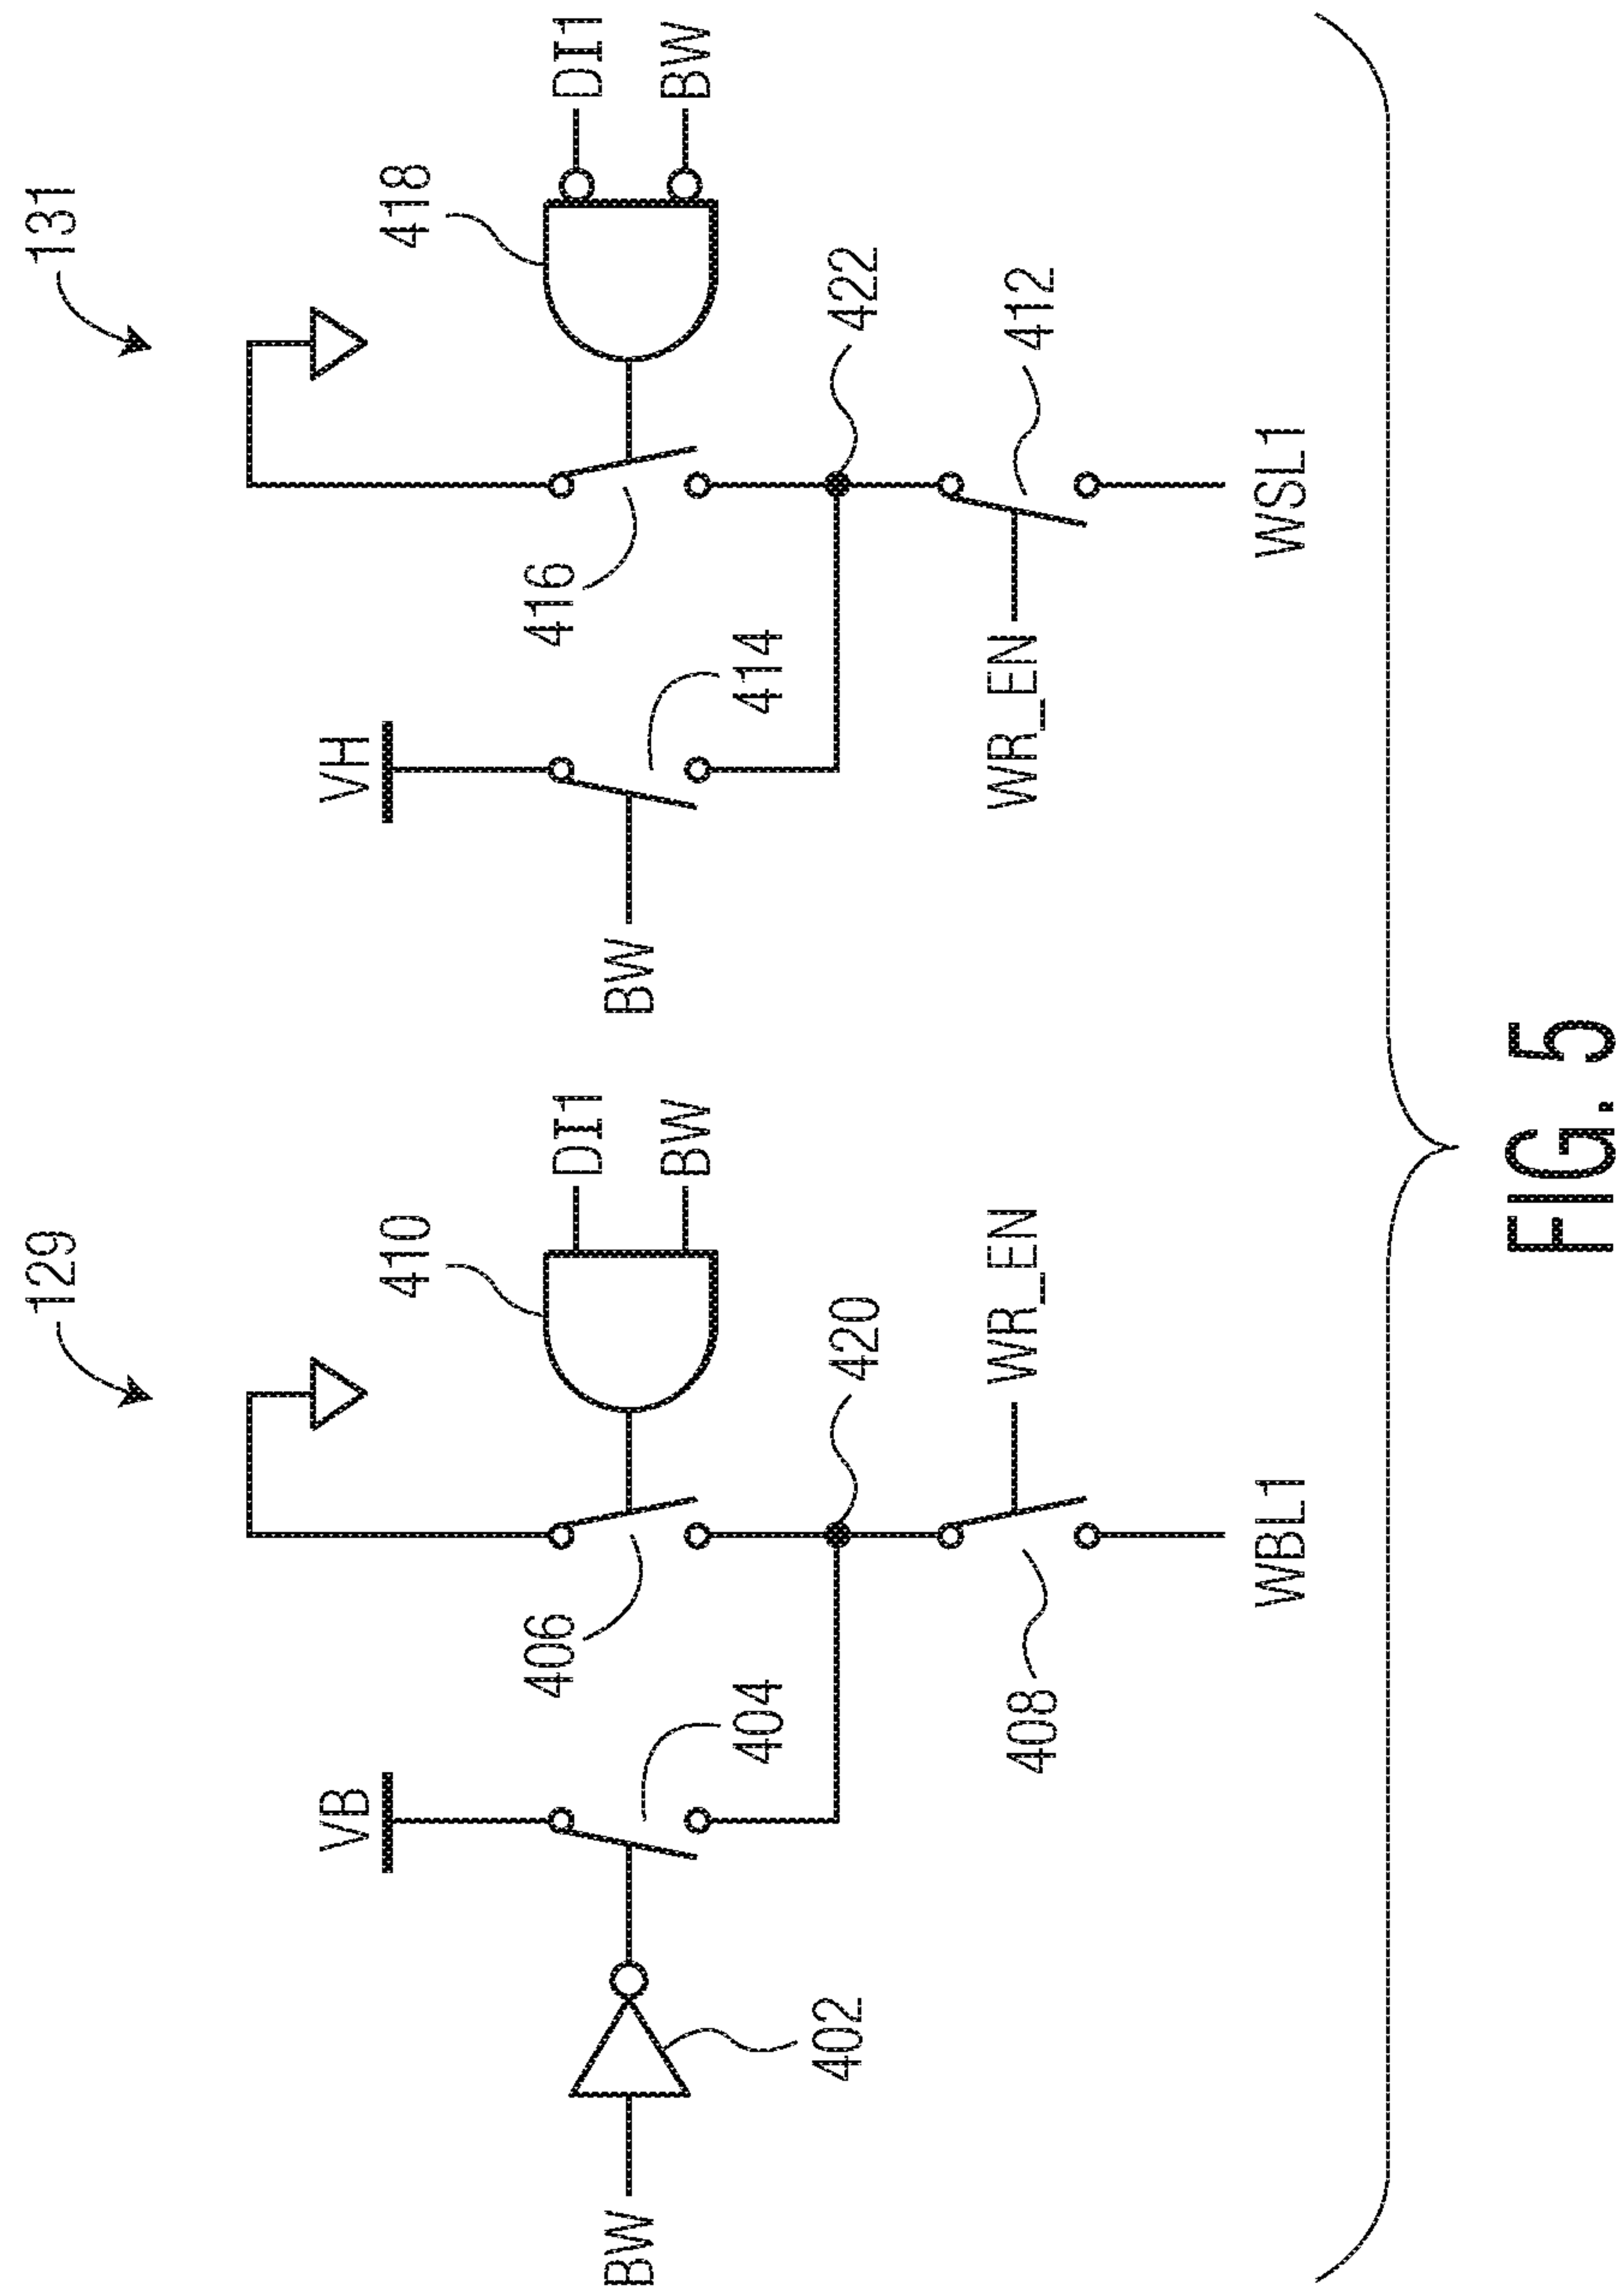 129
131
VB
VH
410
418
DI1
BW
DI1
BW
BW
402
404
406
BW
414
416
420
422
408
WR_EN
WR_EN
412
WBL1
WSL1
FIG. 5